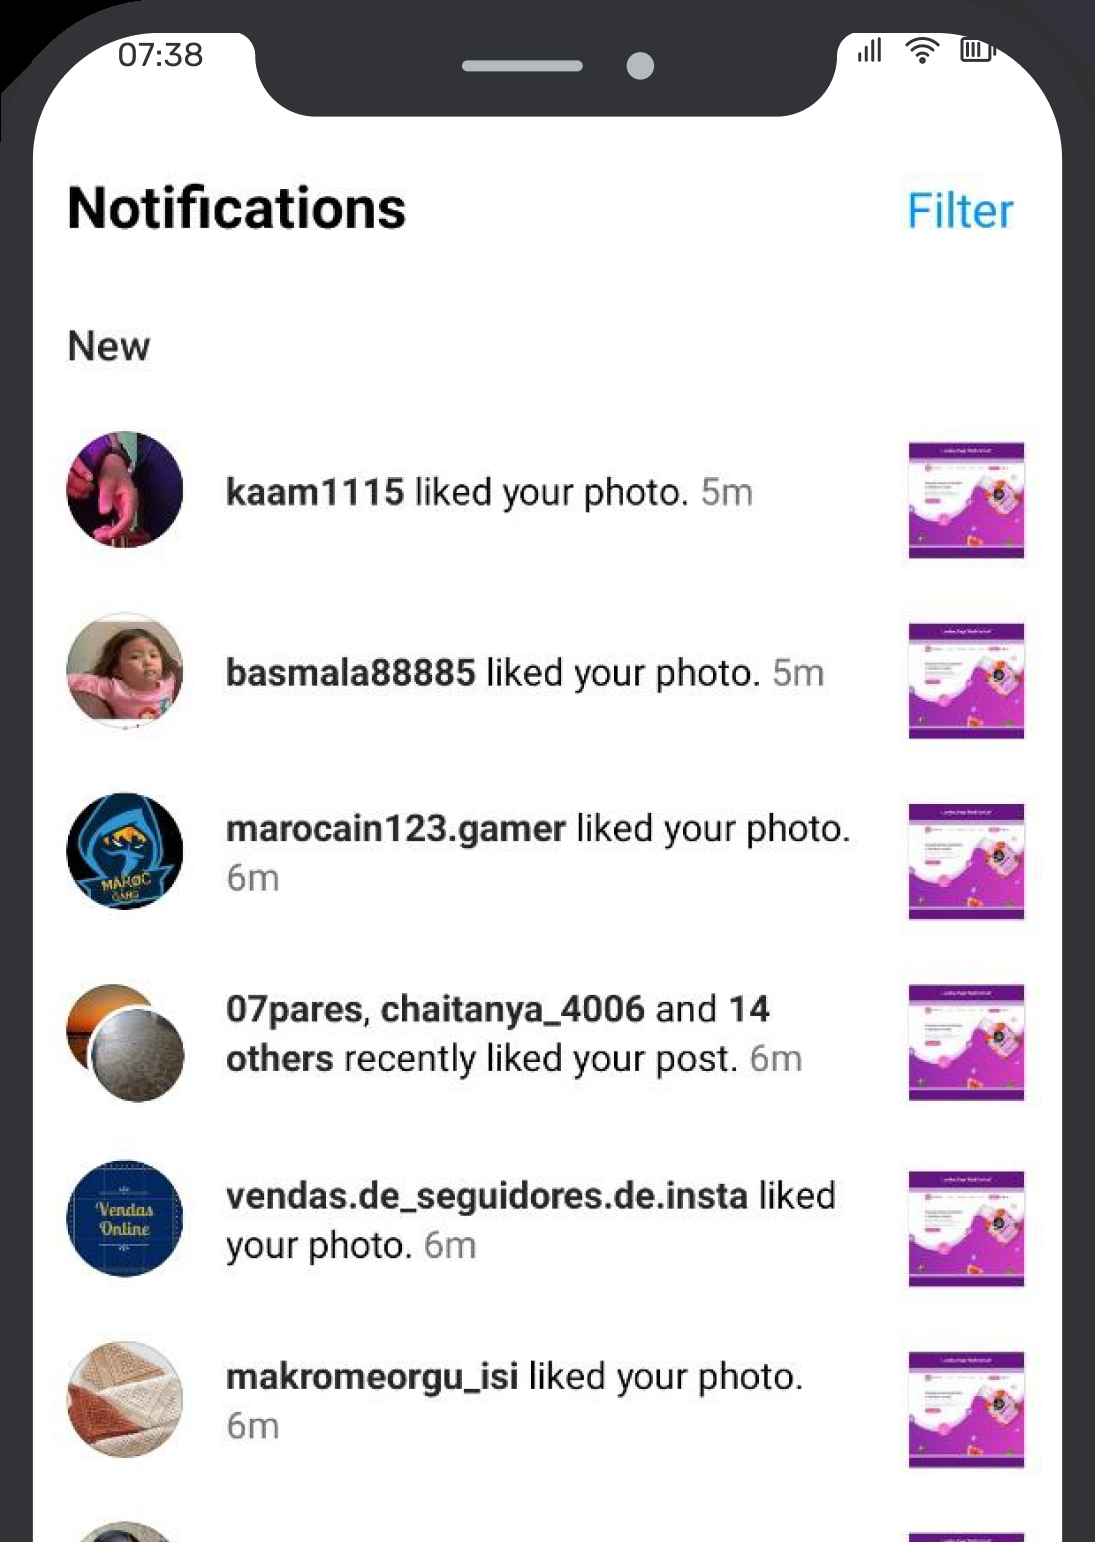 07:38
Notifications
Filter
New
kaam1115 liked your photo. 5m
basmala88885 liked your photo. 5m
marocain123.gamer liked your photo.
6m
MAROC
GANG
07pares, chaitanya_4006 and 14
others recently liked your post. 6m
Vendas
Online
vendas.de_seguidores.de.insta liked
your photo. 6m
makromeorgu_isi liked your photo.
6m